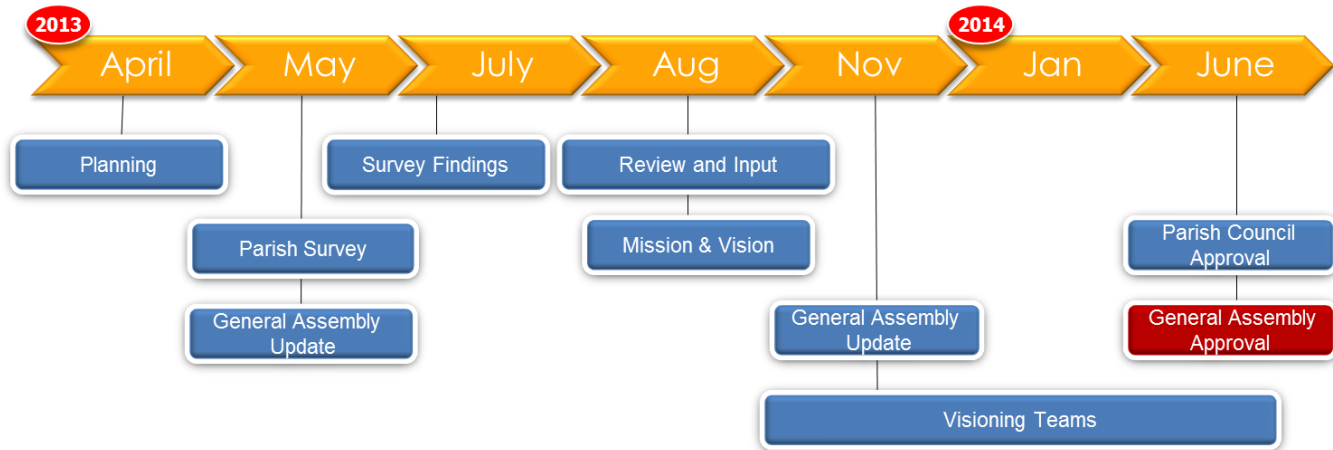 2013
2014
April
May
July
Aug
Nov
Jan
June
Planning
Survey Findings
Review and Input
Parish Survey
Mission & Vision
Parish Council
Approval
General Assembly
Update
General Assembly
Update
General Assembly
Approval
Visioning Teams